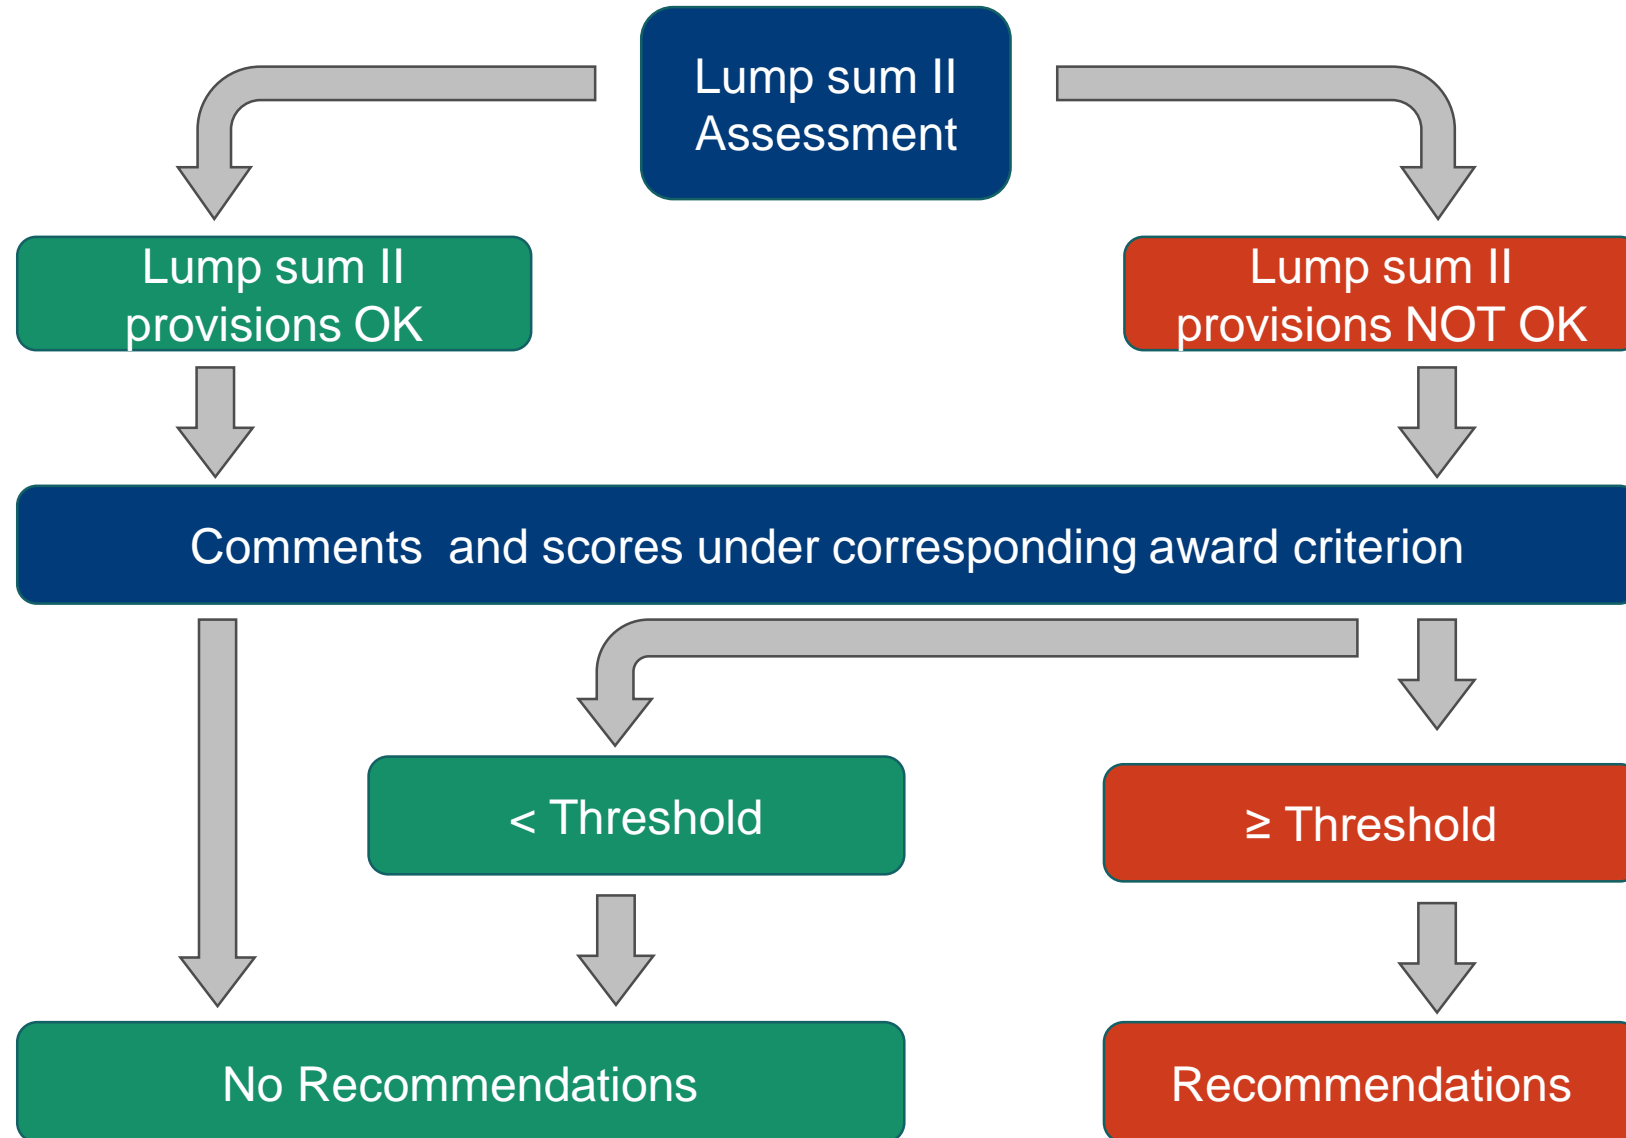 Lump sum II
Assessment
Lump sum II
provisions OK
Lump sum II
provisions NOT OK
Comments  and scores under corresponding award criterion
< Threshold
≥ Threshold
No Recommendations
Recommendations